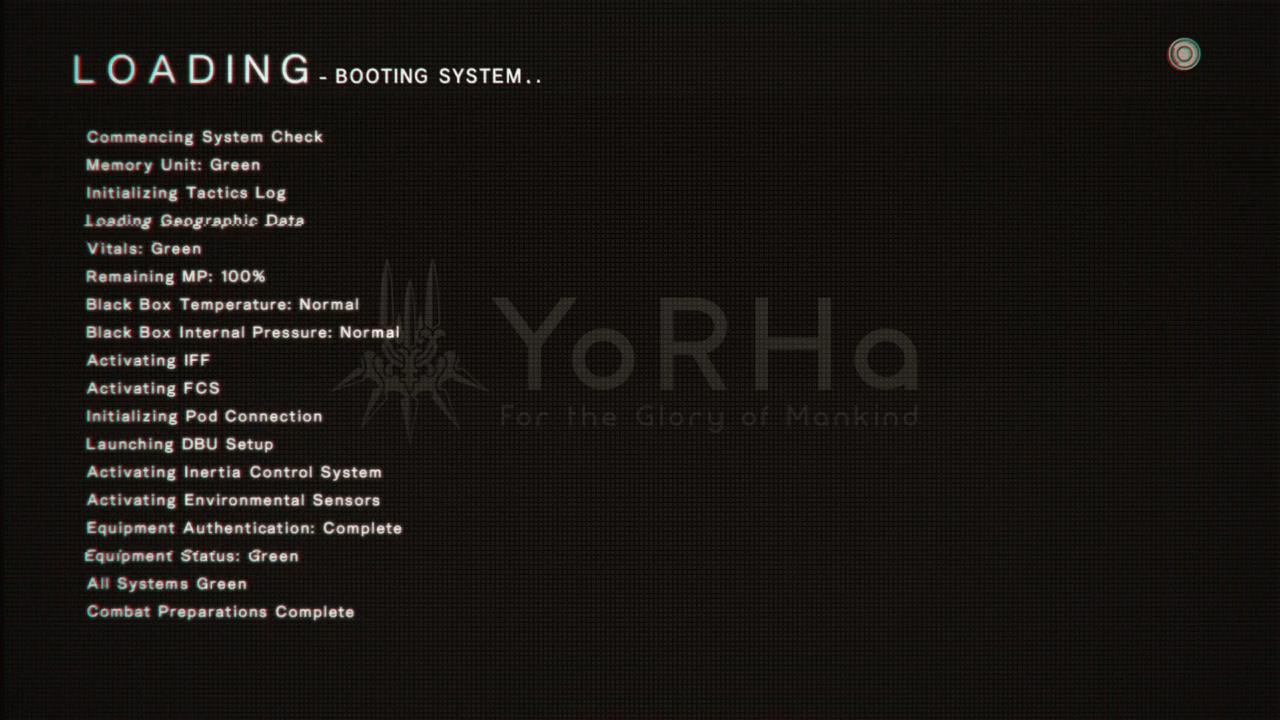 LOADING - BOOTING SYSTEM..
Commencing System Check
Memory Unit: Green
Initializing Tactics Log
Loading Geographic Data
Vitals: Green
Remaining MP: 100%
Black Box Temperature: Normal
Black Box Internal Pressure: Normal
Activating IFF
Activating FCS
Initializing Pod Connection
Launching DBU Setup
Activating Inertia Control System
Activating Environmental Sensors
Equipment Authentication: Complete
Equipment Status: Green
All Systems Green
Combat Preparations Complete
YoRHa
For the Glory of Mankind